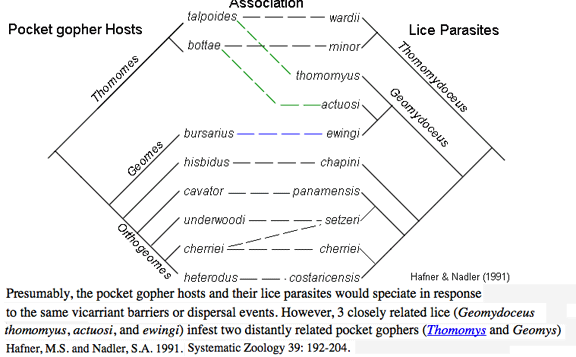 Association
Pocket gopher Hosts
Lice Parasites
talpoides
wardii
bottae
minor
thomomyus
actuosi
bursarius
ewingi
hisbidus
chapini
cavator
panamensis
underwoodi
setzeri
cherriei
cherriei
heterodus
costaricensis
Thomomes
Geomes
Orthogeomes
Thomomydoceus
Geomydoceus
Hafner & Nadler (1991)
Presumably, the pocket gopher hosts and their lice parasites would speciate in response
to the same vicarriant barriers or dispersal events. However, 3 closely related lice (Geomydoceus
thomomyus, actuosi, and ewingi) infest two distantly related pocket gophers (Thomomys and Geomys)
Hafner, M.S. and Nadler, S.A. 1991. Systematic Zoology 39: 192-204.